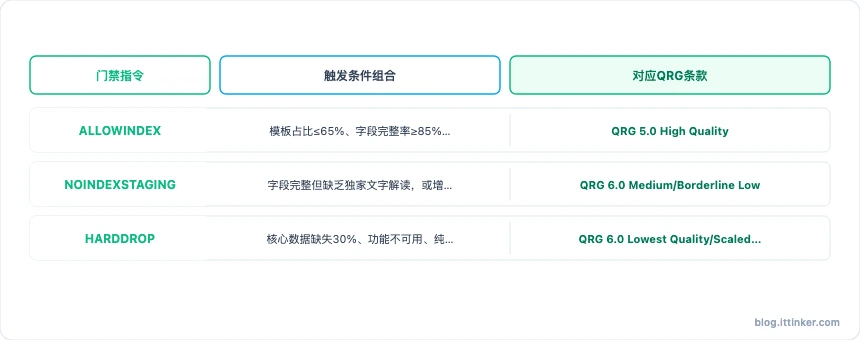 门禁指令 触发条件组合 对应QRG条款
ALLOWINDEX 模板占比≤65%、字段完整率≥85%... QRG 5.0 High Quality
NOINDEXSTAGING 字段完整但缺乏独家文字解读，或增... QRG 6.0 Medium/Borderline Low
HARDDROP 核心数据缺失30%、功能不可用、纯... QRG 6.0 Lowest Quality/Scaled...
blog.ittinker.com